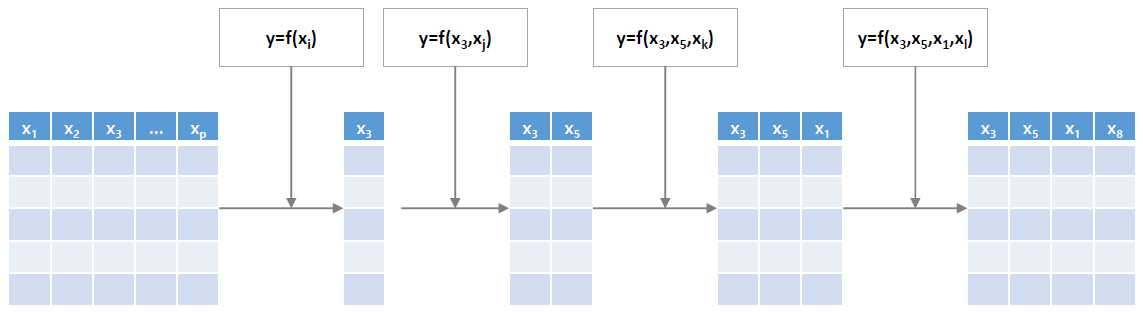 y=f(xᵢ)
y=f(x₃,xⱼ)
y=f(x₃,x₅,xₖ)
y=f(x₃,x₅,x₁,xₗ)
x₁ x₂ x₃ ... xₚ
x₃
x₃ x₅
x₃ x₅ x₁
x₃ x₅ x₁ x₈